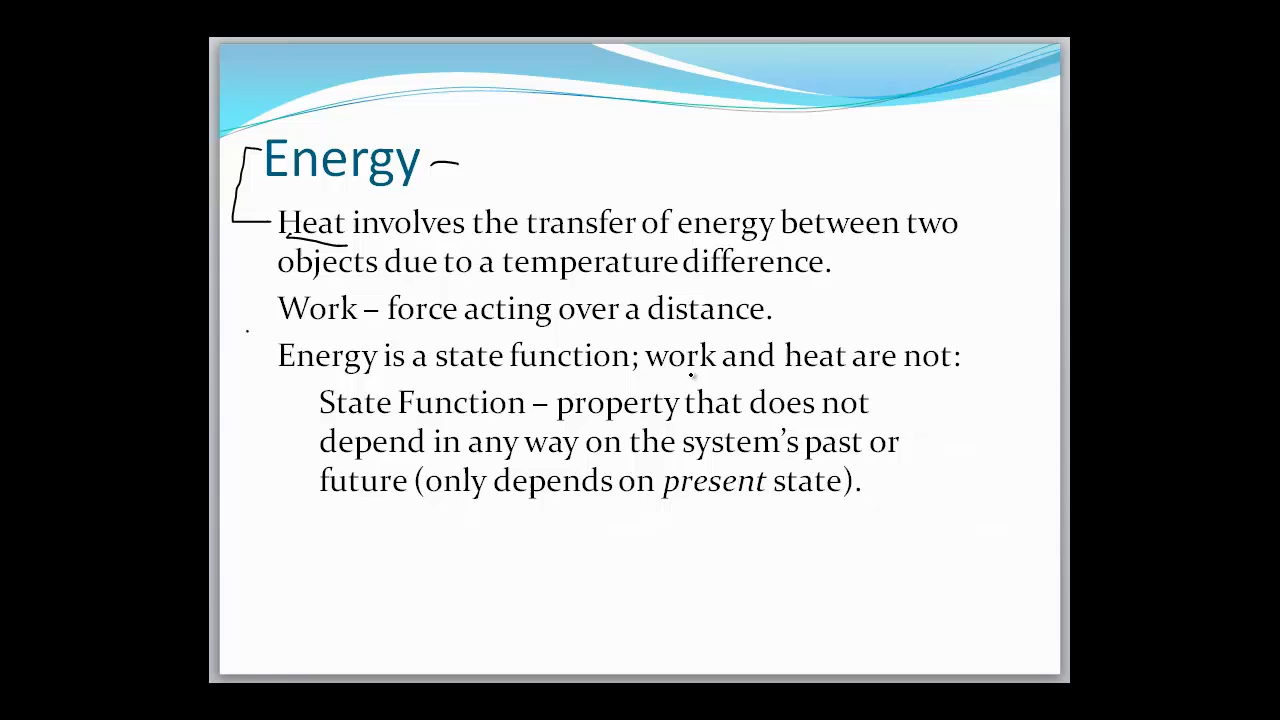 Energy
Heat involves the transfer of energy between two
objects due to a temperature difference.
Work – force acting over a distance.
Energy is a state function; work and heat are not:
State Function – property that does not
depend in any way on the system’s past or
future (only depends on present state).